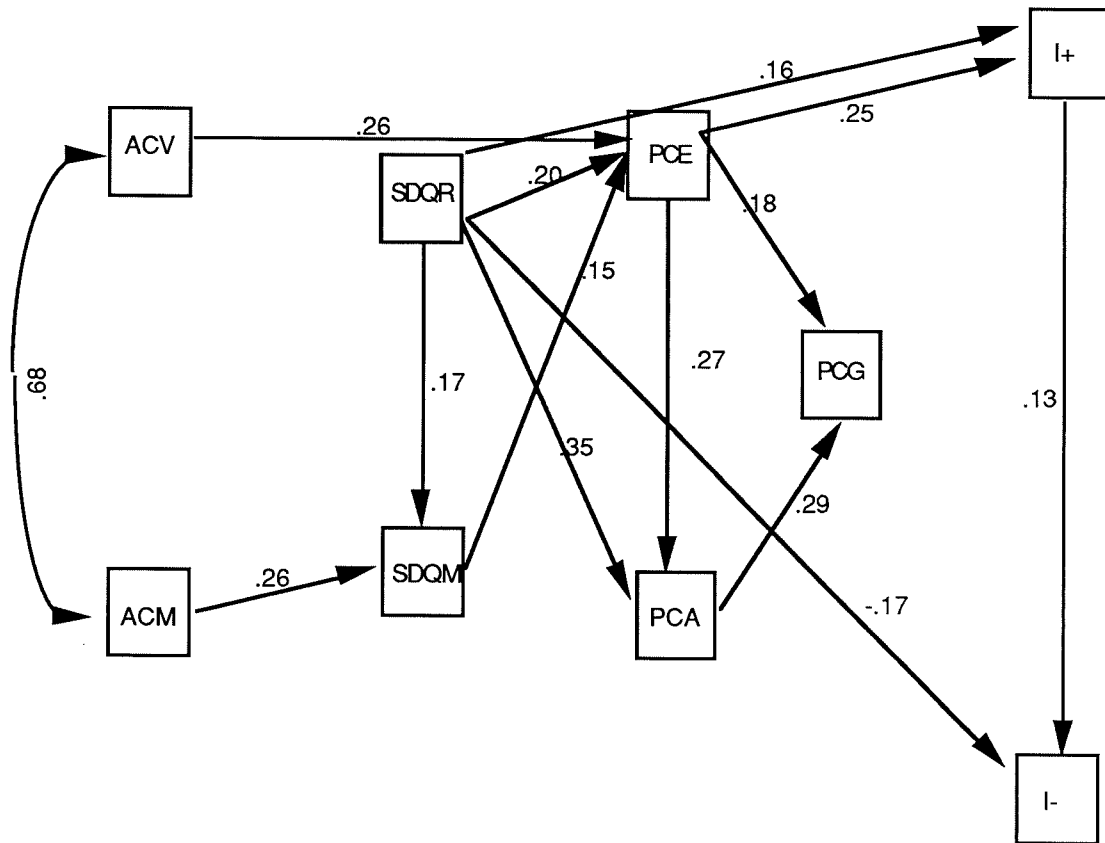 I+
.16
.25
ACV
.26
PCE
SDQR
.20
.18
.15
.68
.17
.27
PCG
.13
.35
.29
ACM
.26
SDQM
PCA
-.17
I-